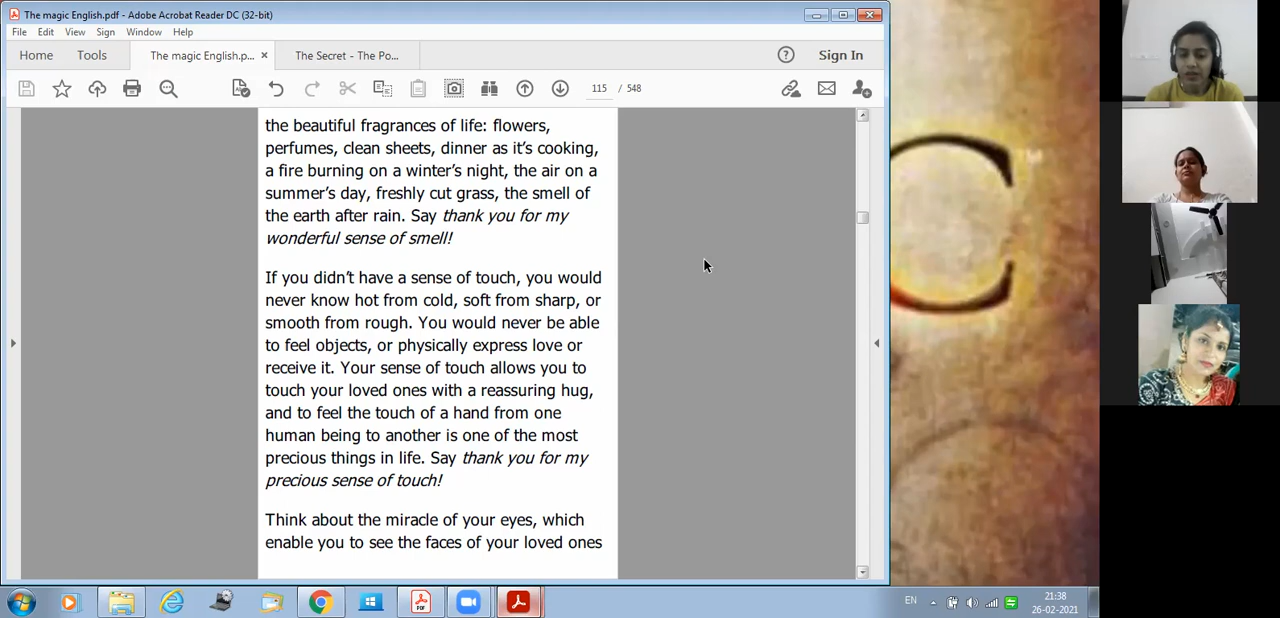 The magic English.pdf - Adobe Acrobat Reader DC (32-bit)
File Edit View Sign Window Help
Home Tools The magic English.p... × The Secret - The Po... ? Sign In
115 / 548
the beautiful fragrances of life: flowers,
perfumes, clean sheets, dinner as it's cooking,
a fire burning on a winter's night, the air on a
summer's day, freshly cut grass, the smell of
the earth after rain. Say thank you for my
wonderful sense of smell!
If you didn't have a sense of touch, you would
never know hot from cold, soft from sharp, or
smooth from rough. You would never be able
to feel objects, or physically express love or
receive it. Your sense of touch allows you to
touch your loved ones with a reassuring hug,
and to feel the touch of a hand from one
human being to another is one of the most
precious things in life. Say thank you for my
precious sense of touch!
Think about the miracle of your eyes, which
enable you to see the faces of your loved ones
TM
PDF
EN
21:38
26-02-2021